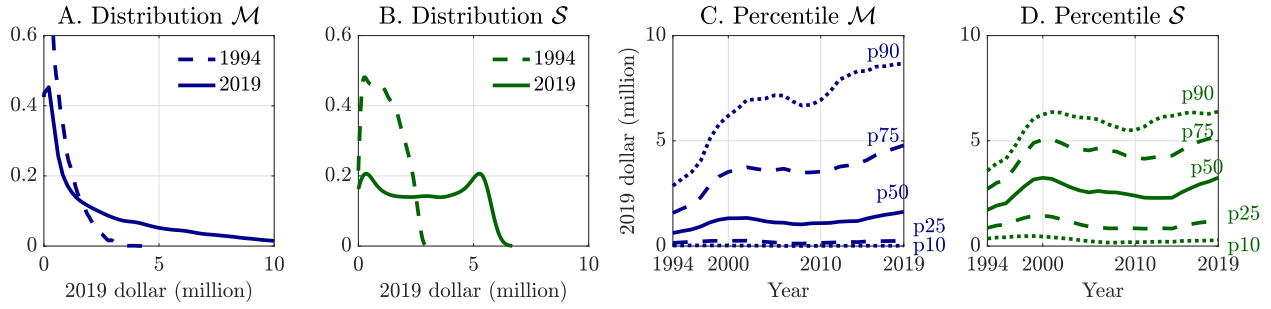 A. Distribution ℳ
0.6
0.4
0.2
0
0
5
10
1994
2019
2019 dollar (million)
B. Distribution 𝒮
0.6
0.4
0.2
0
0
5
10
1994
2019
2019 dollar (million)
C. Percentile ℳ
2019 dollar (million)
10
5
0
p90
p75
p50
p25
p10
1994
2000
2010
2019
Year
D. Percentile 𝒮
10
5
0
p90
p75
p50
p25
p10
1994
2000
2010
2019
Year